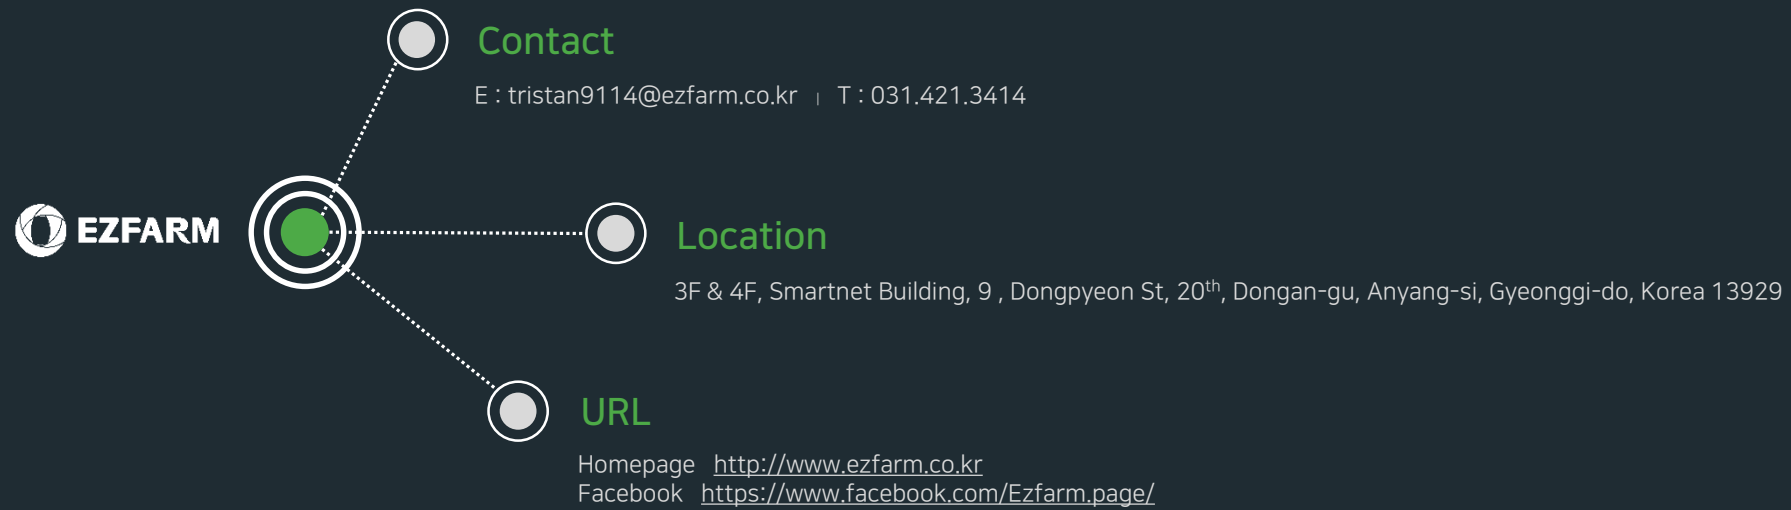 Contact
E : tristan9114@ezfarm.co.kr | T : 031.421.3414
EZFARM
Location
3F & 4F, Smartnet Building, 9 , Dongpyeon St, 20th, Dongan-gu, Anyang-si, Gyeonggi-do, Korea 13929
URL
Homepage http://www.ezfarm.co.kr
Facebook https://www.facebook.com/Ezfarm.page/